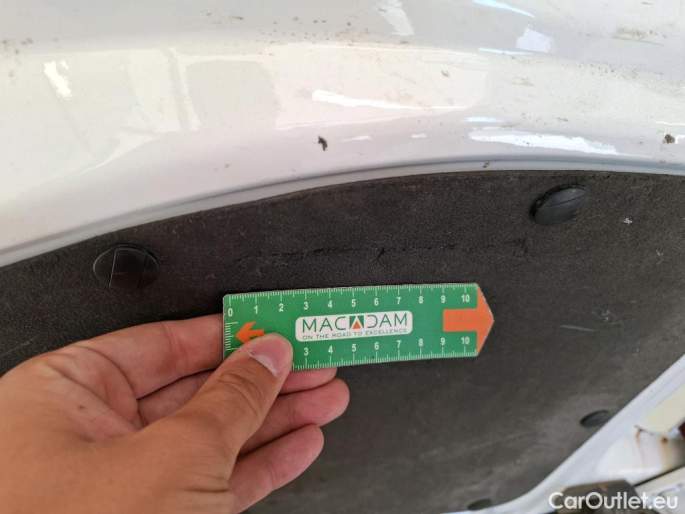 0 1 2 3 4 5 6 7 8 9 10
MACADAM
ON THE ROAD TO EXCELLENCE
3 4 5 6 7 8 9 10
CarOutlet.eu